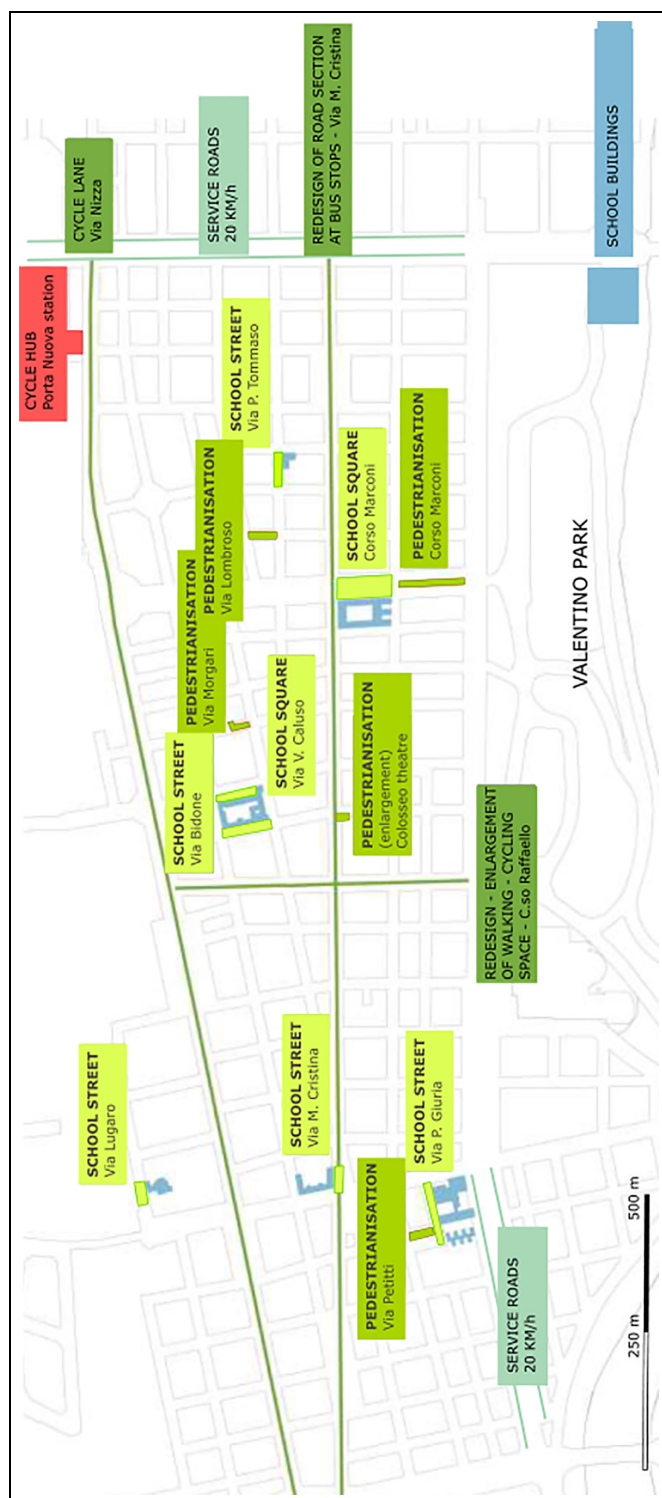 CYCLE HUB
Porta Nuova station
CYCLE LANE
Via Nizza
SERVICE ROADS
20 KM/h
REDESIGN OF ROAD SECTION
AT BUS STOPS - Via M. Cristina
SCHOOL BUILDINGS
SCHOOL STREET
Via P. Tommaso
PEDESTRIANISATION
Via Lombroso
PEDESTRIANISATION
Via Morgari
SCHOOL SQUARE
Corso Marconi
PEDESTRIANISATION
Corso Marconi
VALENTINO PARK
SCHOOL STREET
Via Bidone
SCHOOL SQUARE
Via V. Caluso
PEDESTRIANISATION
(enlargement)
Colosseo theatre
REDESIGN - ENLARGEMENT
OF WALKING - CYCLING
SPACE - C.so Raffaello
SCHOOL STREET
Via Lugaro
SCHOOL STREET
Via M. Cristina
SCHOOL STREET
Via P. Giuria
PEDESTRIANISATION
Via Petitti
SERVICE ROADS
20 KM/h
250 m
500 m